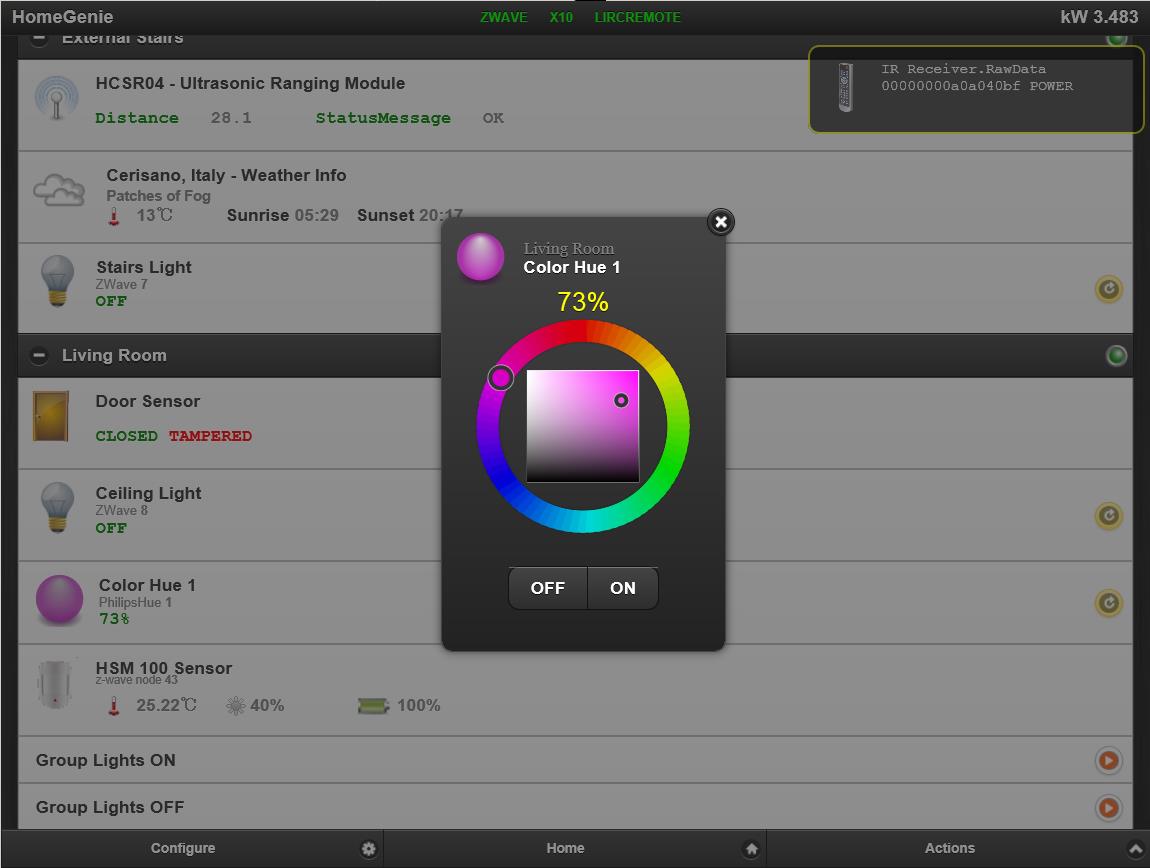 HomeGenie
ZWAVE X10 LIRCREMOTE
kW 3.483
External Stairs
IR Receiver.RawData
00000000a0a040bf POWER
HCSR04 - Ultrasonic Ranging Module
Distance 28.1 StatusMessage OK
Cerisano, Italy - Weather Info
Patches of Fog
13℃ Sunrise 05:29 Sunset 20:17
Stairs Light
ZWave 7
OFF
Living Room
Color Hue 1
73%
OFF ON
Living Room
Door Sensor
CLOSED TAMPERED
Ceiling Light
ZWave 8
OFF
Color Hue 1
PhilipsHue 1
73%
HSM 100 Sensor
z-wave node 43
25.22℃ 40% 100%
Group Lights ON
Group Lights OFF
Configure Home Actions